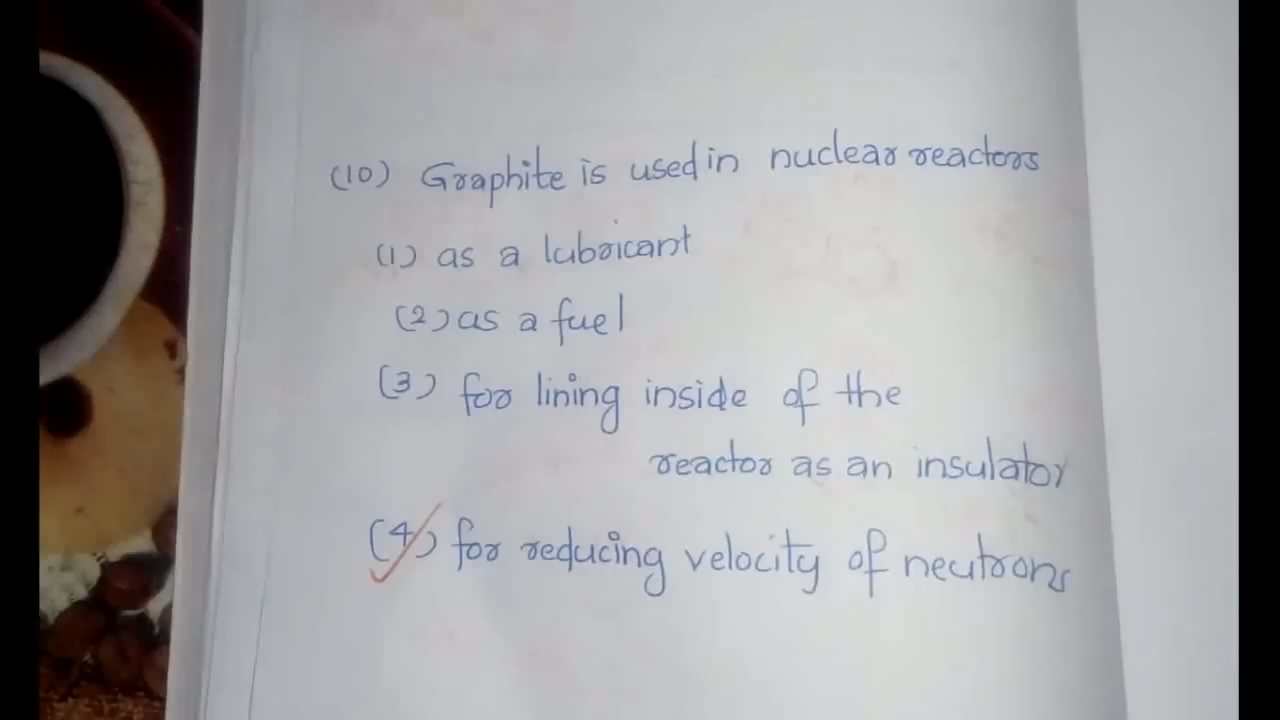 (10) Graphite is used in nuclear reactors
(1) as a lubricant
(2) as a fuel
(3) for lining inside of the
reactor as an insulator
(4) for reducing velocity of neutrons